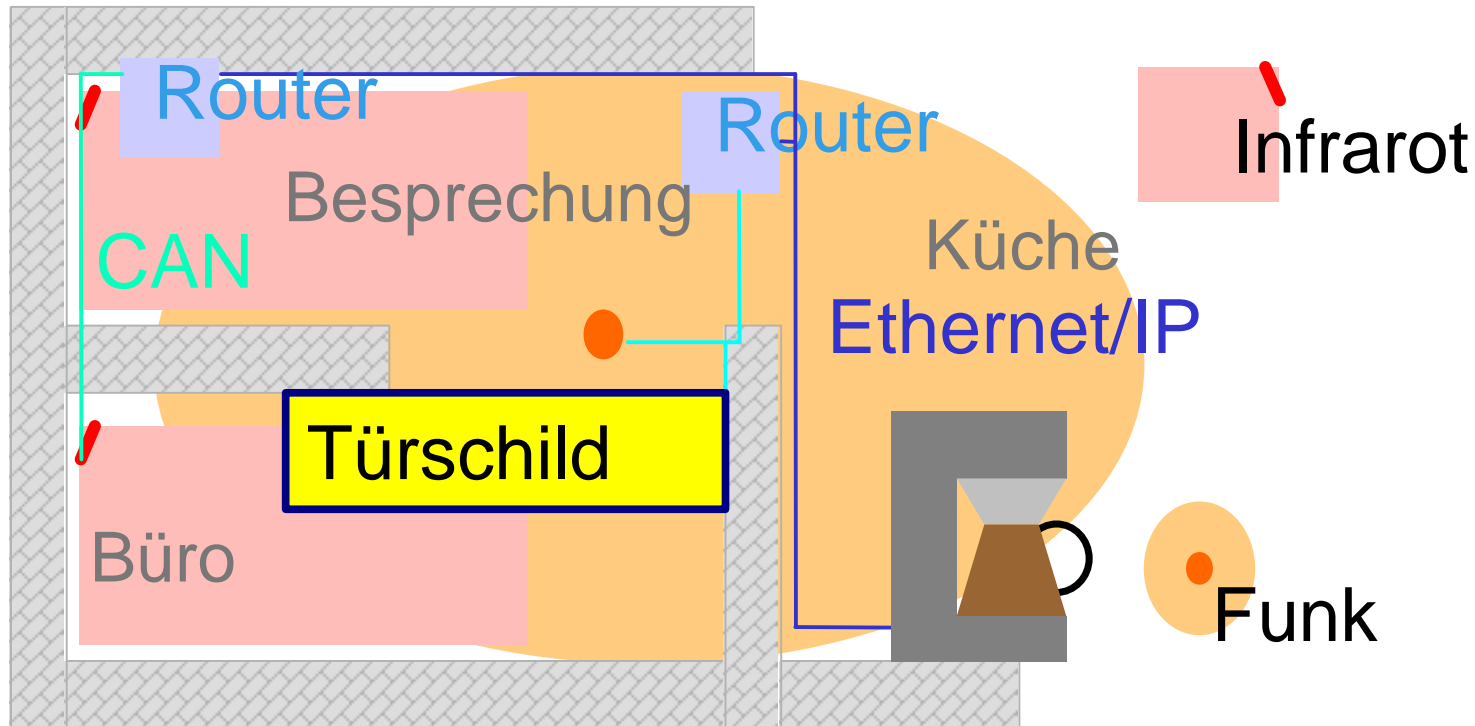 Router
Router
Infrarot
Besprechung
CAN
Küche
Ethernet/IP
Türschild
Büro
Funk